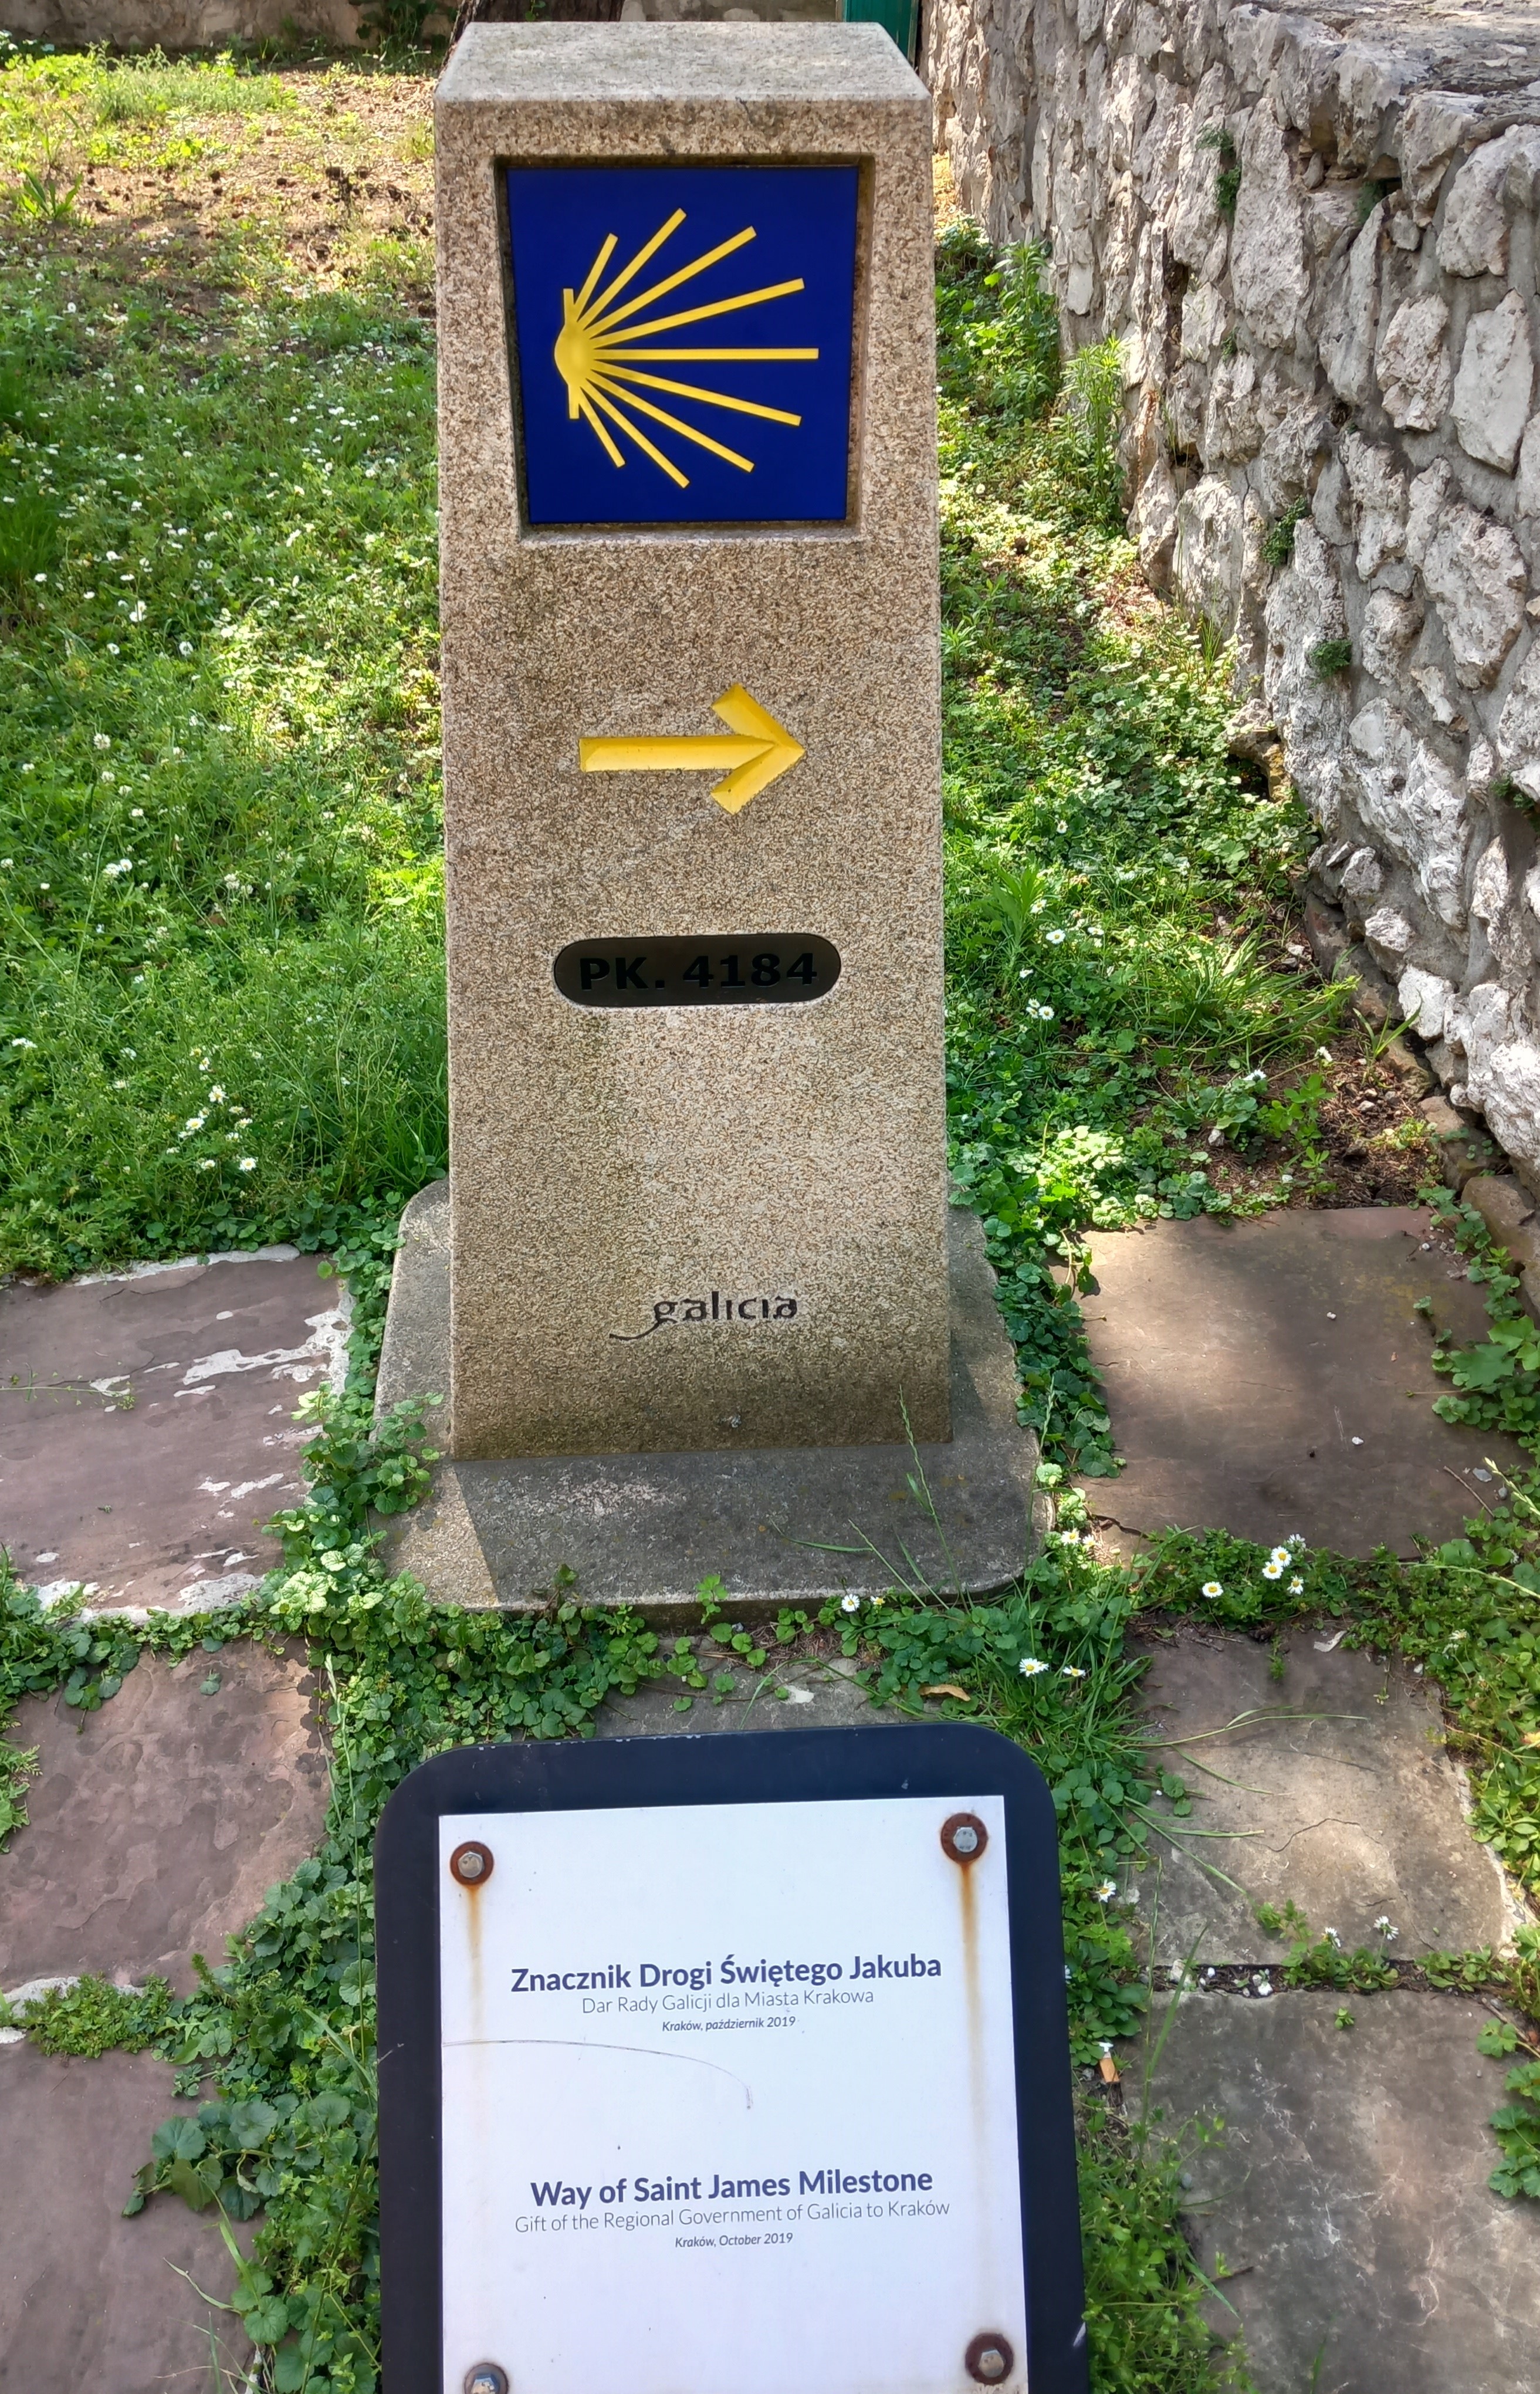 PK. 4184
galicia
Znacznik Drogi Świętego Jakuba
Dar Rady Galicji dla Miasta Krakowa
Kraków, październik 2019
Way of Saint James Milestone
Gift of the Regional Government of Galicia to Kraków
Kraków, October 2019